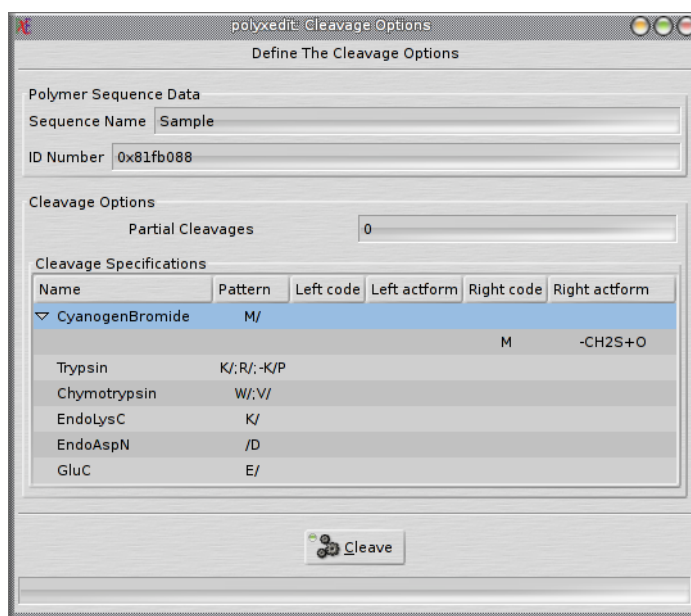 polyxedit: Cleavage Options
Define The Cleavage Options
Polymer Sequence Data
Sequence Name Sample
ID Number 0x81fb088
Cleavage Options
Partial Cleavages 0
Cleavage Specifications
Name Pattern Left code Left actform Right code Right actform
CyanogenBromide M/
M -CH2S+O
Trypsin K/;R/;-K/P
Chymotrypsin W/;V/
EndoLysC K/
EndoAspN /D
GluC E/
Cleave